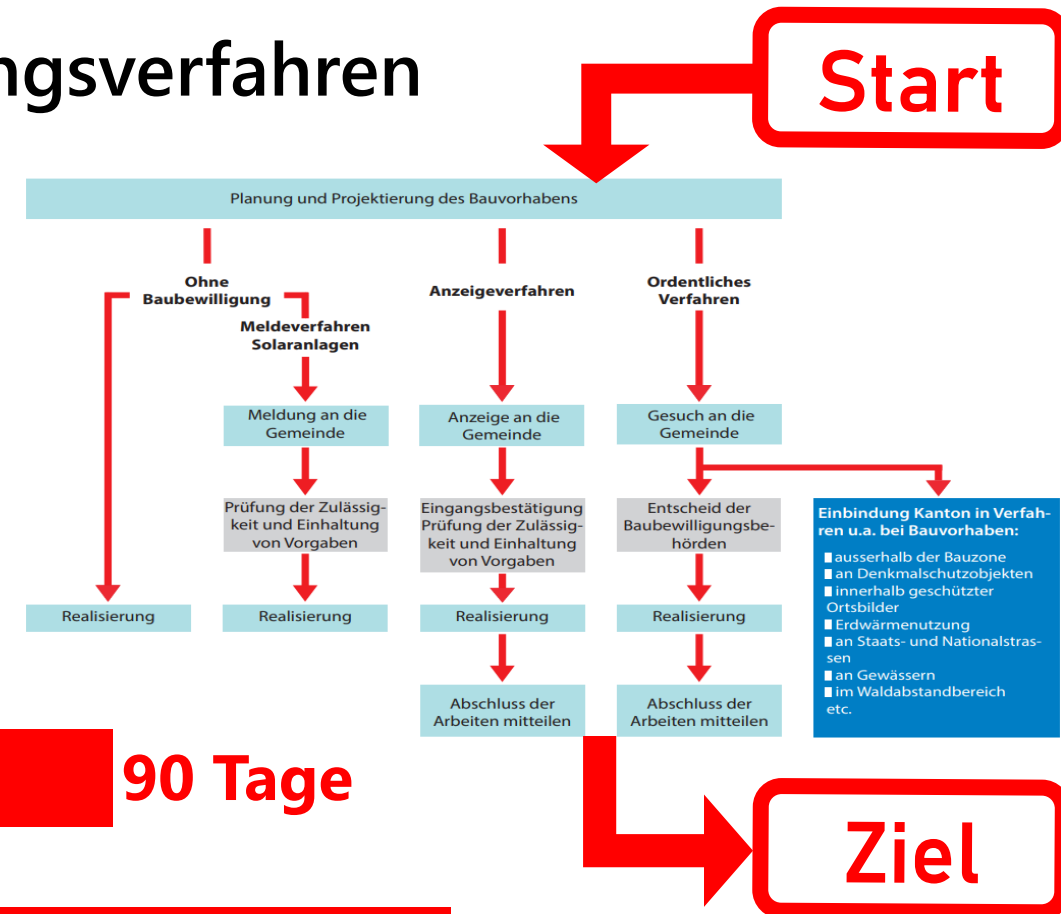 ngsverfahren
Start
Planung und Projektierung des Bauvorhabens
Ohne
Baubewilligung
Meldeverfahren
Solaranlagen
Anzeigeverfahren
Ordentliches
Verfahren
Meldung an die
Gemeinde
Anzeige an die
Gemeinde
Gesuch an die
Gemeinde
Prüfung der Zulässig-
keit und Einhaltung
von Vorgaben
Eingangsbestätigung
Prüfung der Zulässig-
keit und Einhaltung
von Vorgaben
Entscheid der
Baubewilligungsbe-
hörden
Einbindung Kanton in Verfah-
ren u.a. bei Bauvorhaben:
ausserhalb der Bauzone
an Denkmalschutzobjekten
innerhalb geschützter
Ortsbilder
Erdwärmenutzung
an Staats- und Nationalstras-
sen
an Gewässern
im Waldabstandbereich
etc.
Realisierung
Realisierung
Realisierung
Realisierung
Abschluss der
Arbeiten mitteilen
Abschluss der
Arbeiten mitteilen
90 Tage
Ziel